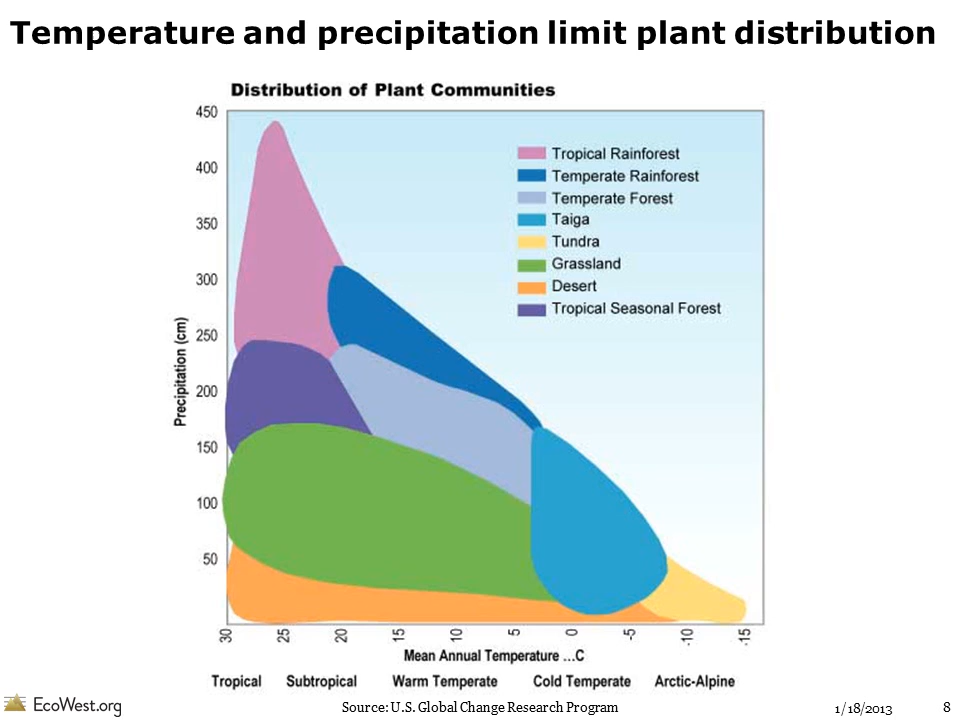 Temperature and precipitation limit plant distribution
Distribution of Plant Communities
450
400
350
300
250
200
150
100
50
Precipitation (cm)
Tropical Rainforest
Temperate Rainforest
Temperate Forest
Taiga
Tundra
Grassland
Desert
Tropical Seasonal Forest
30 25 20 15 10 5 0 -5 -10 -15
Mean Annual Temperature ...C
Tropical Subtropical Warm Temperate Cold Temperate Arctic-Alpine
EcoWest.org Source: U.S. Global Change Research Program 1/18/2013 8